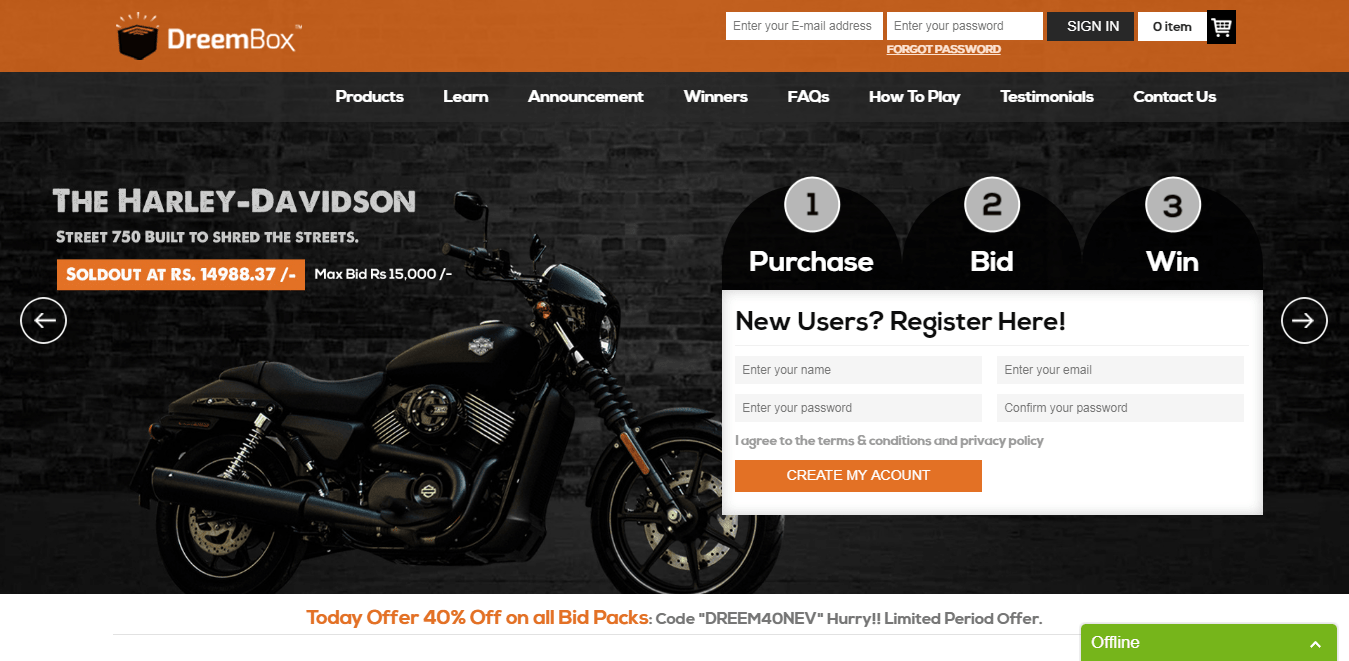 DreemBox™
Enter your E-mail address
Enter your password
SIGN IN
0 item
FORGOT PASSWORD
Products Learn Announcement Winners FAQs How To Play Testimonials Contact Us
THE HARLEY-DAVIDSON
STREET 750 BUILT TO SHRED THE STREETS.
SOLDOUT AT RS. 14988.37 /- Max Bid Rs 15,000 /-
1 2 3
Purchase Bid Win
New Users? Register Here!
Enter your name Enter your email
Enter your password Confirm your password
I agree to the terms & conditions and privacy policy
CREATE MY ACOUNT
Today Offer 40% Off on all Bid Packs: Code "DREEM40NEV" Hurry!! Limited Period Offer.
Offline